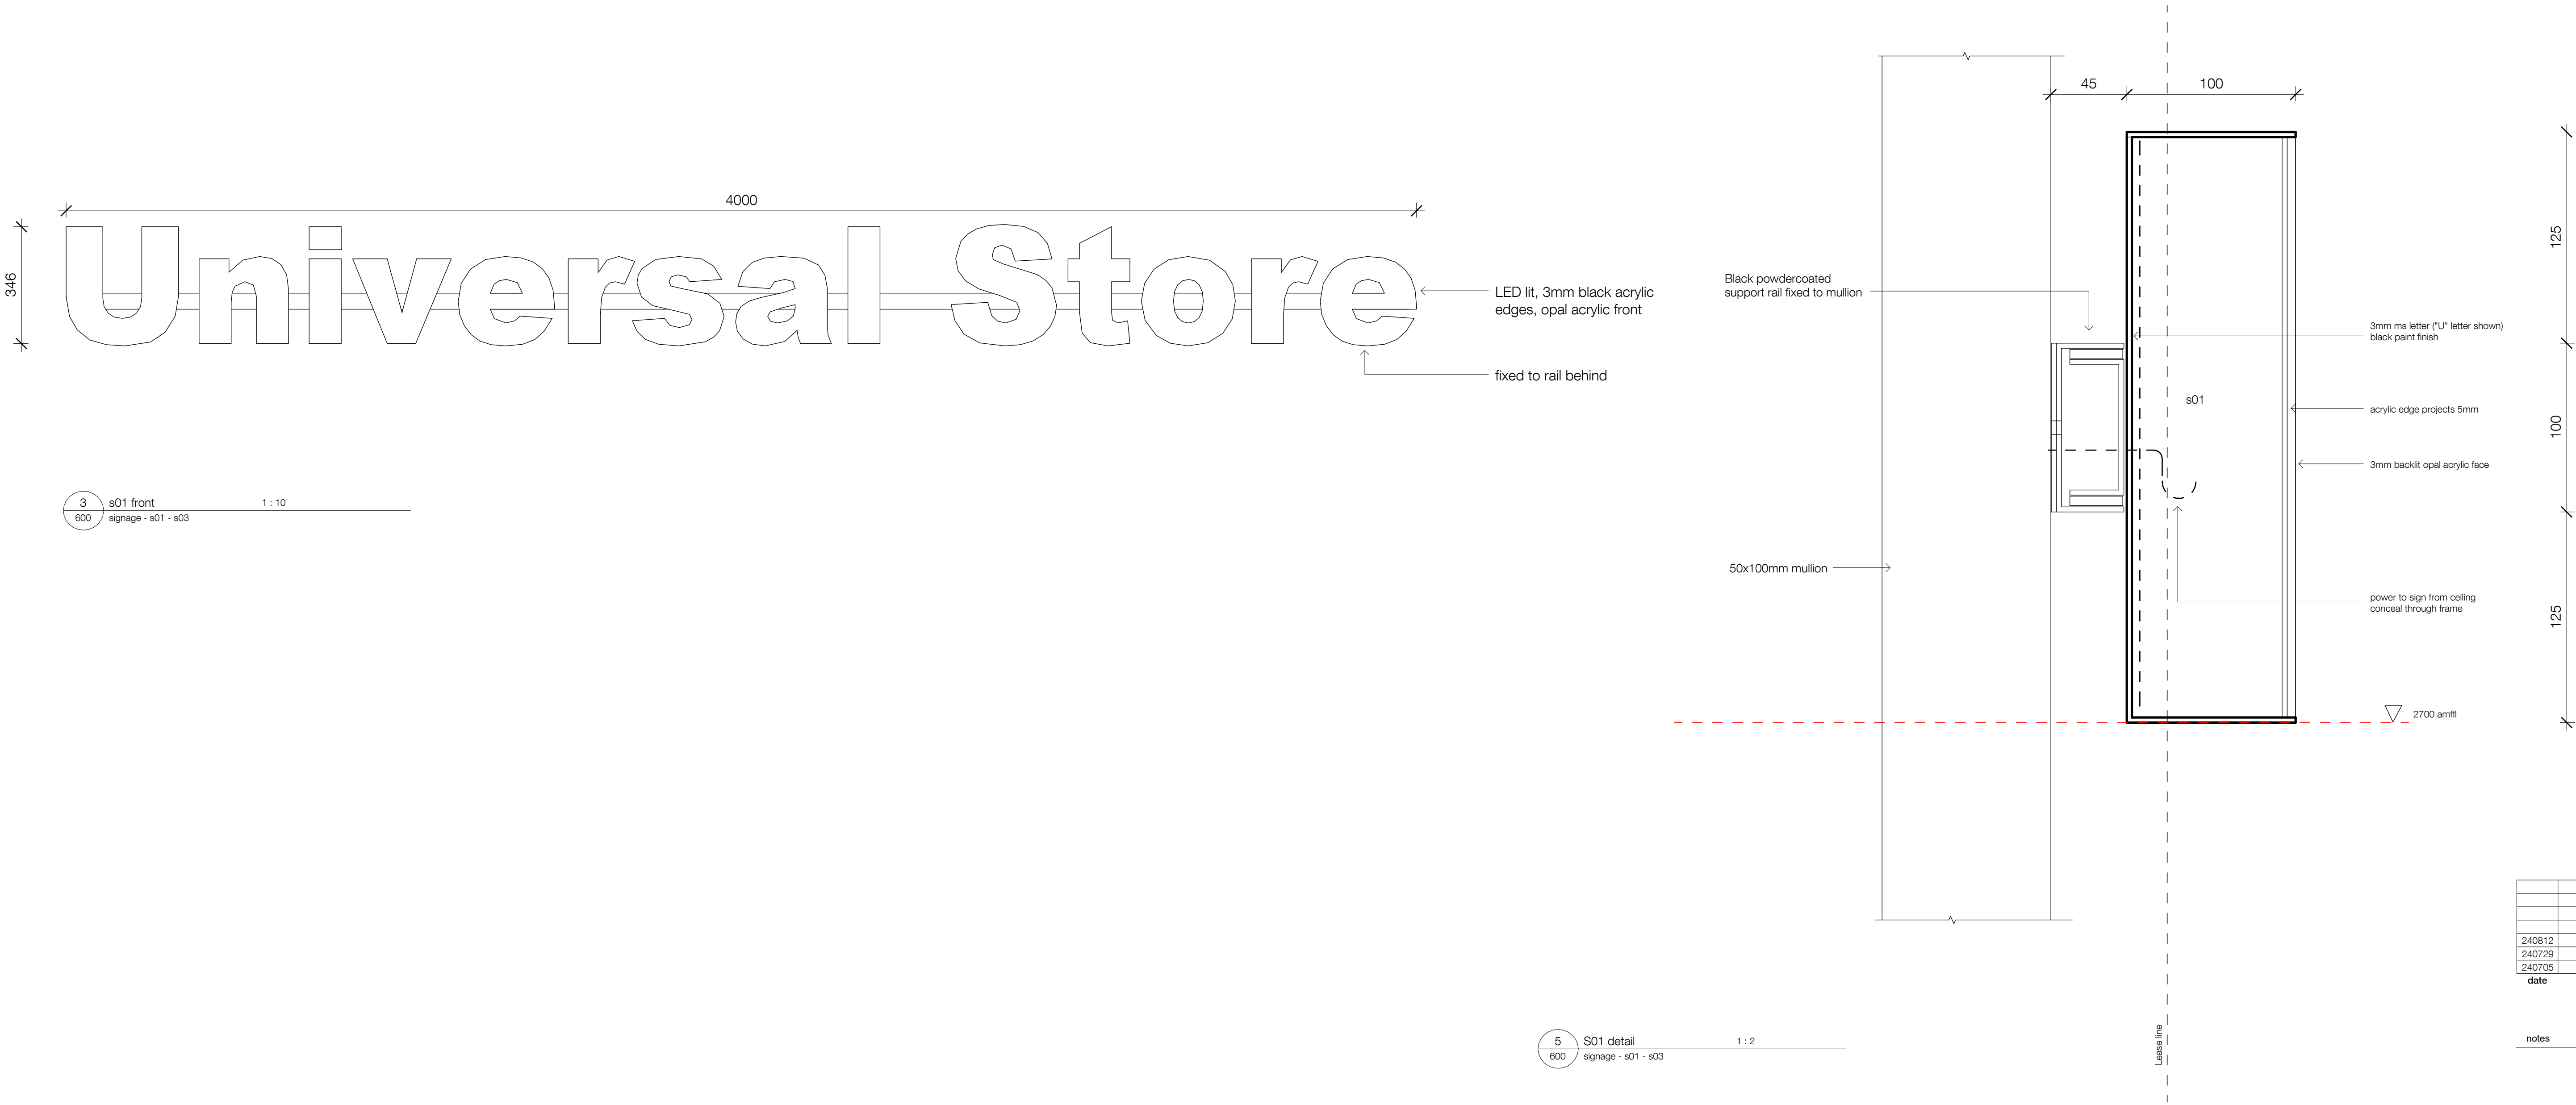 4000
346
Universal Store
LED lit, 3mm black acrylic
edges, opal acrylic front
fixed to rail behind
3
600
s01 front
1 : 10
signage - s01 - s03
45
100
125
100
125
Black powdercoated
support rail fixed to mullion
3mm ms letter ("U" letter shown)
black paint finish
s01
acrylic edge projects 5mm
3mm backlit opal acrylic face
50x100mm mullion
power to sign from ceiling
conceal through frame
2700 amffl
Lease line
5
600
S01 detail
1 : 2
signage - s01 - s03
240812
240729
240705
date
notes